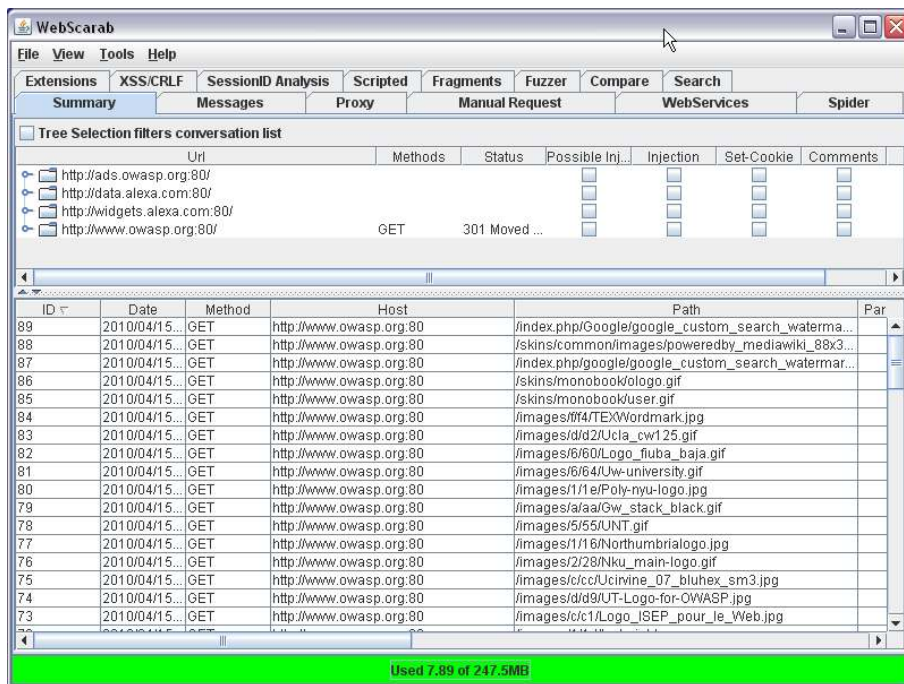 WebScarab
File View Tools Help
Extensions XSS/CRLF SessionID Analysis Scripted Fragments Fuzzer Compare Search
Summary Messages Proxy Manual Request WebServices Spider
Tree Selection filters conversation list
Url Methods Status Possible Inj... Injection Set-Cookie Comments
http://ads.owasp.org:80/
http://data.alexa.com:80/
http://widgets.alexa.com:80/
http://www.owasp.org:80/ GET 301 Moved ...
ID Date Method Host Path Par
89 2010/04/15... GET http://www.owasp.org:80 /index.php/Google/google_custom_search_waterma...
88 2010/04/15... GET http://www.owasp.org:80 /skins/common/images/poweredby_mediawiki_88x3...
87 2010/04/15... GET http://www.owasp.org:80 /index.php/google/google_custom_search_watermar...
86 2010/04/15... GET http://www.owasp.org:80 /skins/monobook/ologo.gif
85 2010/04/15... GET http://www.owasp.org:80 /skins/monobook/user.gif
84 2010/04/15... GET http://www.owasp.org:80 /images/f/f4/TEXWordmark.jpg
83 2010/04/15... GET http://www.owasp.org:80 /images/d/d2/Ucla_cw125.gif
82 2010/04/15... GET http://www.owasp.org:80 /images/6/60/Logo_fiuba_baja.gif
81 2010/04/15... GET http://www.owasp.org:80 /images/6/64/Uw-university.gif
80 2010/04/15... GET http://www.owasp.org:80 /images/1/1e/Poly-nyu-logo.jpg
79 2010/04/15... GET http://www.owasp.org:80 /images/a/aa/Gw_stack_black.gif
78 2010/04/15... GET http://www.owasp.org:80 /images/5/55/UNT.gif
77 2010/04/15... GET http://www.owasp.org:80 /images/1/16/Northumbrialogo.jpg
76 2010/04/15... GET http://www.owasp.org:80 /images/2/28/Nku_main-logo.gif
75 2010/04/15... GET http://www.owasp.org:80 /images/c/cc/Ucirvine_07_bluhex_sm3.jpg
74 2010/04/15... GET http://www.owasp.org:80 /images/d/d9/UT-Logo-for-OWASP.jpg
73 2010/04/15... GET http://www.owasp.org:80 /images/c/c1/Logo_ISEP_pour_le_Web.jpg
Used 7.89 of 247.5MB